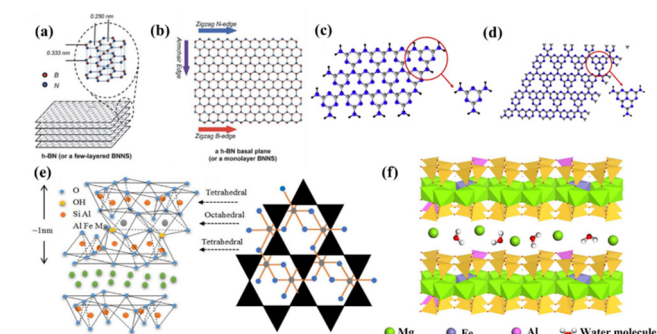 (a)
0.250 nm
0.333 nm
B
N
h-BN (or a few-layered BNNS)
(b)
Zigzag N-edge
Armchair Edge
Zigzag B-edge
a h-BN basal plane
(or a monolayer BNNS)
(c)
(d)
(e)
~1nm
O
OH
Si Al
Al Fe M
Tetrahedral
Octahedral
Tetrahedral
(f)
Mg
Fe
Al
Water molecule